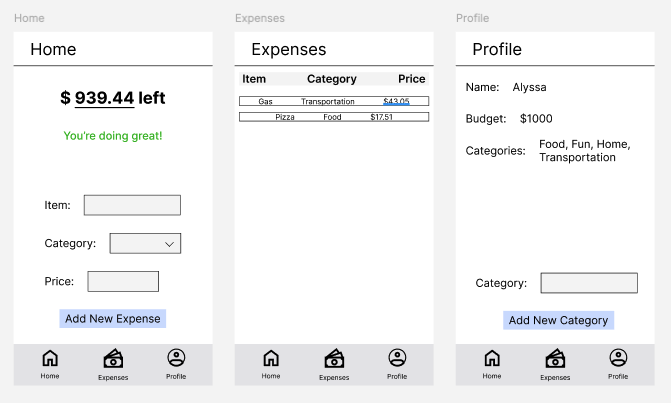 Home
Home
$ 939.44 left
You're doing great!
Item:
Category:
Price:
Add New Expense
Home Expenses Profile
Expenses
Expenses
Item Category Price
Gas Transportation $43.05
Pizza Food $17.51
Home Expenses Profile
Profile
Profile
Name: Alyssa
Budget: $1000
Categories: Food, Fun, Home,
Transportation
Category:
Add New Category
Home Expenses Profile